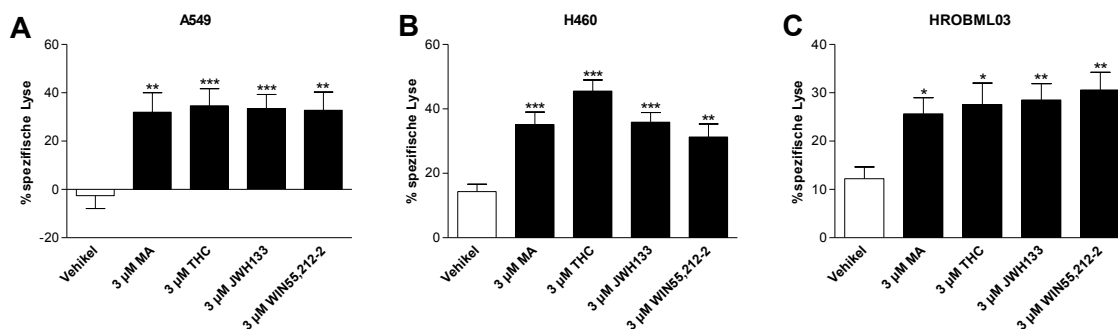 A
A549
% spezifische Lyse
60
40
20
0
-20
** *** *** **
Vehikel
3 µM MA
3 µM THC
3 µM JWH133
3 µM WIN55,212-2
B
H460
% spezifische Lyse
60
40
20
0
*** *** *** **
Vehikel
3 µM MA
3 µM THC
3 µM JWH133
3 µM WIN55,212-2
C
HROBML03
% spezifische Lyse
40
30
20
10
0
* * ** **
Vehikel
3 µM MA
3 µM THC
3 µM JWH133
3 µM WIN55,212-2